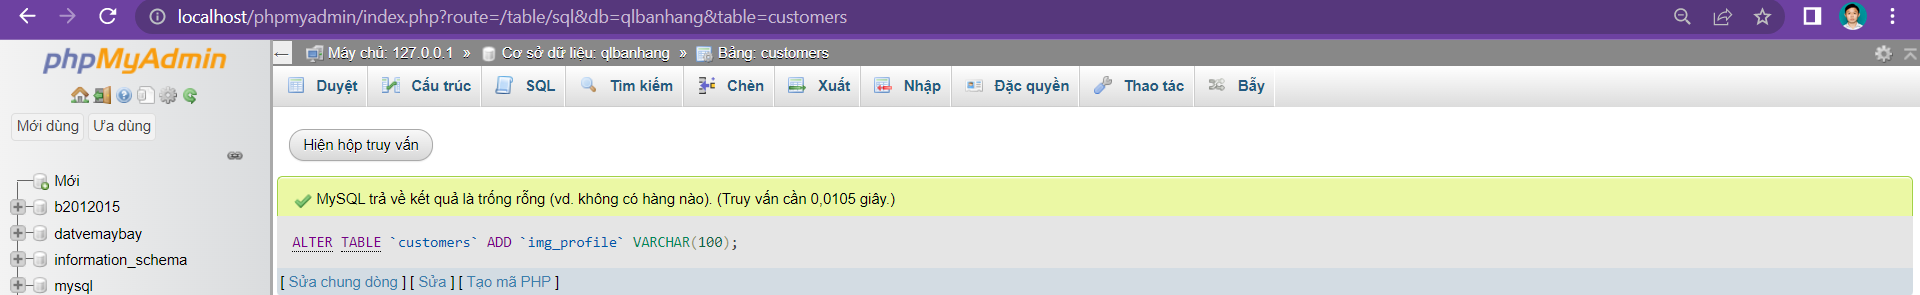 localhost/phpmyadmin/index.php?route=/table/sql&db=qlbanhang&table=customers
phpMyAdmin
Máy chủ: 127.0.0.1 » Cơ sở dữ liệu: qlbanhang » Bảng: customers
Duyệt Cấu trúc SQL Tìm kiếm Chèn Xuất Nhập Đặc quyền Thao tác Bẫy
Mới dùng Ưa dùng
Mới
b2012015
datvemaybay
information_schema
mysql
Hiện hộp truy vấn
MySQL trả về kết quả là trống rỗng (vd. không có hàng nào). (Truy vấn cần 0,0105 giây.)
ALTER TABLE `customers` ADD `img_profile` VARCHAR(100);
[ Sửa chung dòng ] [ Sửa ] [ Tạo mã PHP ]